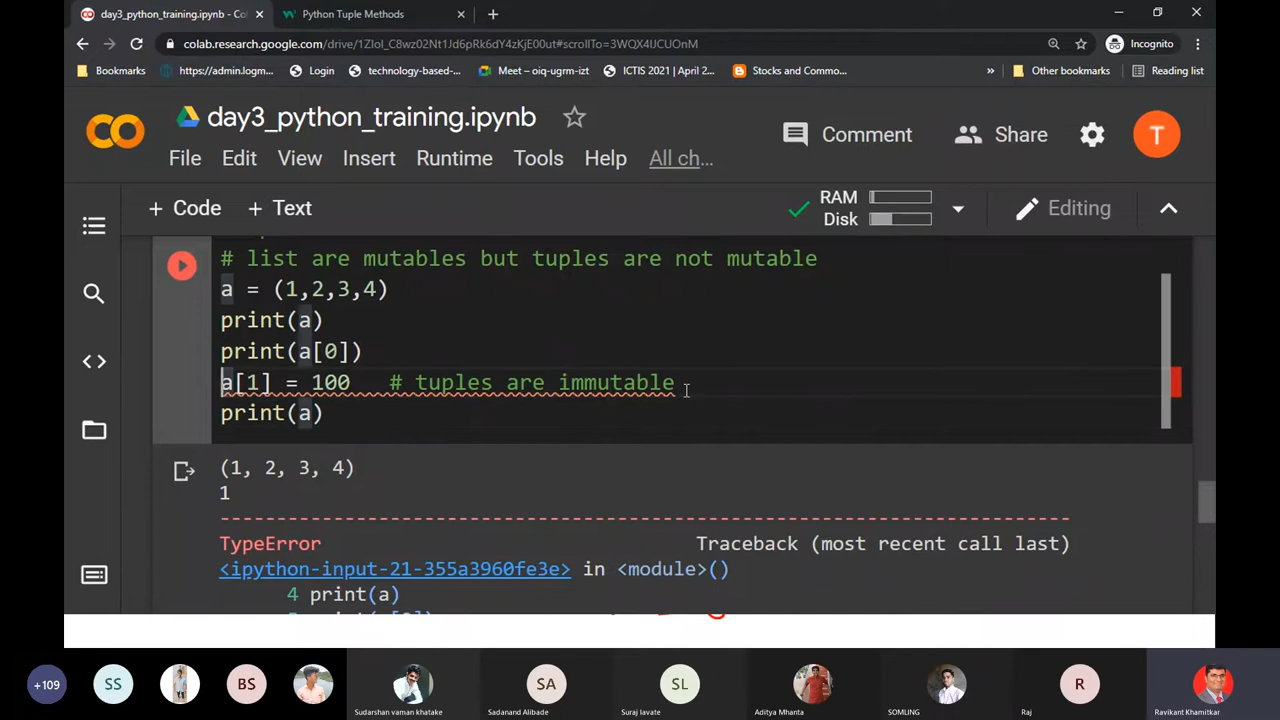 day3_python_training.ipynb - Col
Python Tuple Methods
colab.research.google.com/drive/1ZIol_C8wz02Nt1Jd6pRk6dY4zKjE00ut#scrollTo=3WQX4IJCUOnM
Incognito
Bookmarks
https://admin.logm...
Login
technology-based-...
Meet – oiq-ugrm-izt
ICTIS 2021 | April 2...
Stocks and Commo...
»
Other bookmarks
Reading list
CO
day3_python_training.ipynb
Comment
Share
T
File Edit View Insert Runtime Tools Help All ch...
+ Code + Text
RAM
Disk
Editing
# list are mutables but tuples are not mutable
a = (1,2,3,4)
print(a)
print(a[0])
a[1] = 100   # tuples are immutable
print(a)
(1, 2, 3, 4)
1
---------------------------------------------------------------------------
TypeError Traceback (most recent call last)
<ipython-input-21-355a3960fe3e> in <module>()
4 print(a)
+109
SS
BS
SA
SL
R
Sudarshan vaman khatake
Sadanand Alibade
Suraj lavate
Aditya Mhanta
SOMLING
Raj
Ravikant Khamitkar